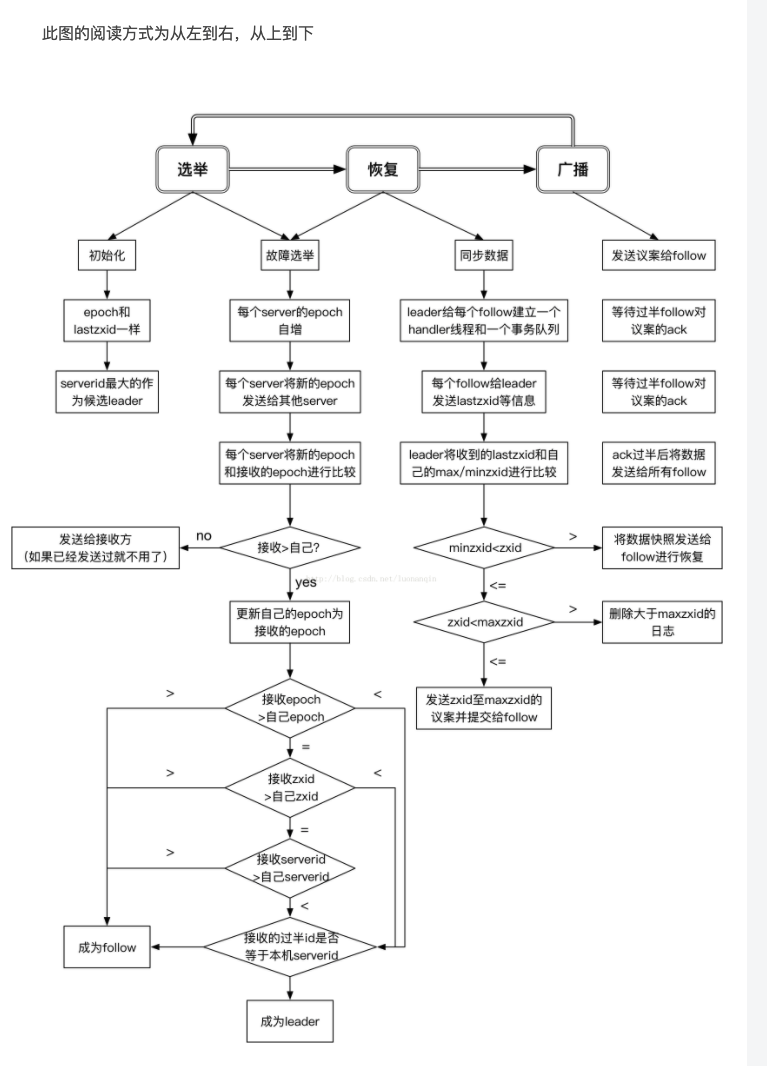 此图的阅读方式为从左到右，从上到下
选举
恢复
广播
初始化
故障选举
同步数据
发送议案给follow
epoch和
lastzxid一样
每个server的epoch
自增
leader给每个follow建立一个
handler线程和一个事务队列
等待过半follow对
议案的ack
serverid最大的作
为候选leader
每个server将新的epoch
发送给其他server
每个follow给leader
发送lastzxid等信息
等待过半follow对
议案的ack
每个server将新的epoch
和接收的epoch进行比较
leader将收到的lastzxid和自
己的max/minzxid进行比较
ack过半后将数据
发送给所有follow
发送给接收方
（如果已经发送过就不用了）
no
接收>自己?
minzxid<zxid
>
将数据快照发送给
follow进行恢复
yes
<=
更新自己的epoch为
接收的epoch
zxid<maxzxid
>
删除大于maxzxid的
日志
<=
>
接收epoch
>自己epoch
<
发送zxid至maxzxid的
议案并提交给follow
=
>
接收zxid
>自己zxid
<
=
>
接收serverid
>自己serverid
<
成为follow
接收的过半id是否
等于本机serverid
成为leader